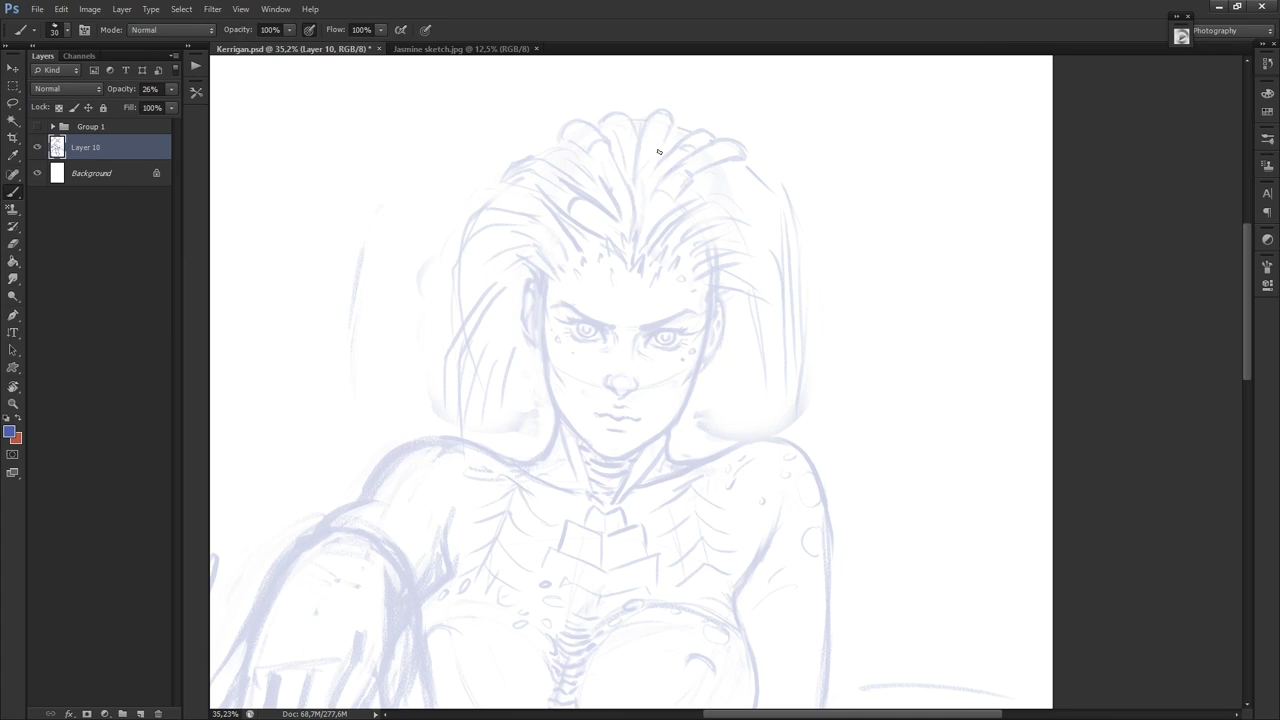 Ps File Edit Image Layer Type Select Filter View Window Help
30 Mode: Normal Opacity: 100% Flow: 100% Photography
Layers Channels Kerrigan.psd @ 35,2% (Layer 10, RGB/8) * × Jasmine sketch.jpg @ 12,5% (RGB/8) ×
Kind
Normal Opacity: 26%
Lock: Fill: 100%
Group 1
Layer 10
Background
35,23% Doc: 68,7M/277,6M